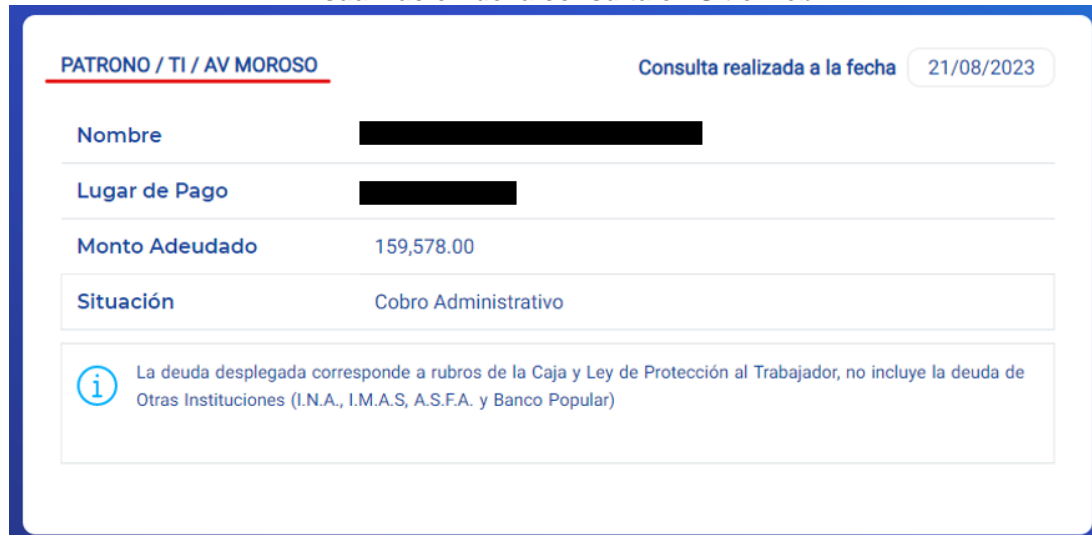 PATRONO / TI / AV MOROSO
Consulta realizada a la fecha 21/08/2023
Nombre
Lugar de Pago
Monto Adeudado 159,578.00
Situación Cobro Administrativo
La deuda desplegada corresponde a rubros de la Caja y Ley de Protección al Trabajador, no incluye la deuda de
Otras Instituciones (I.N.A., I.M.A.S, A.S.F.A. y Banco Popular)